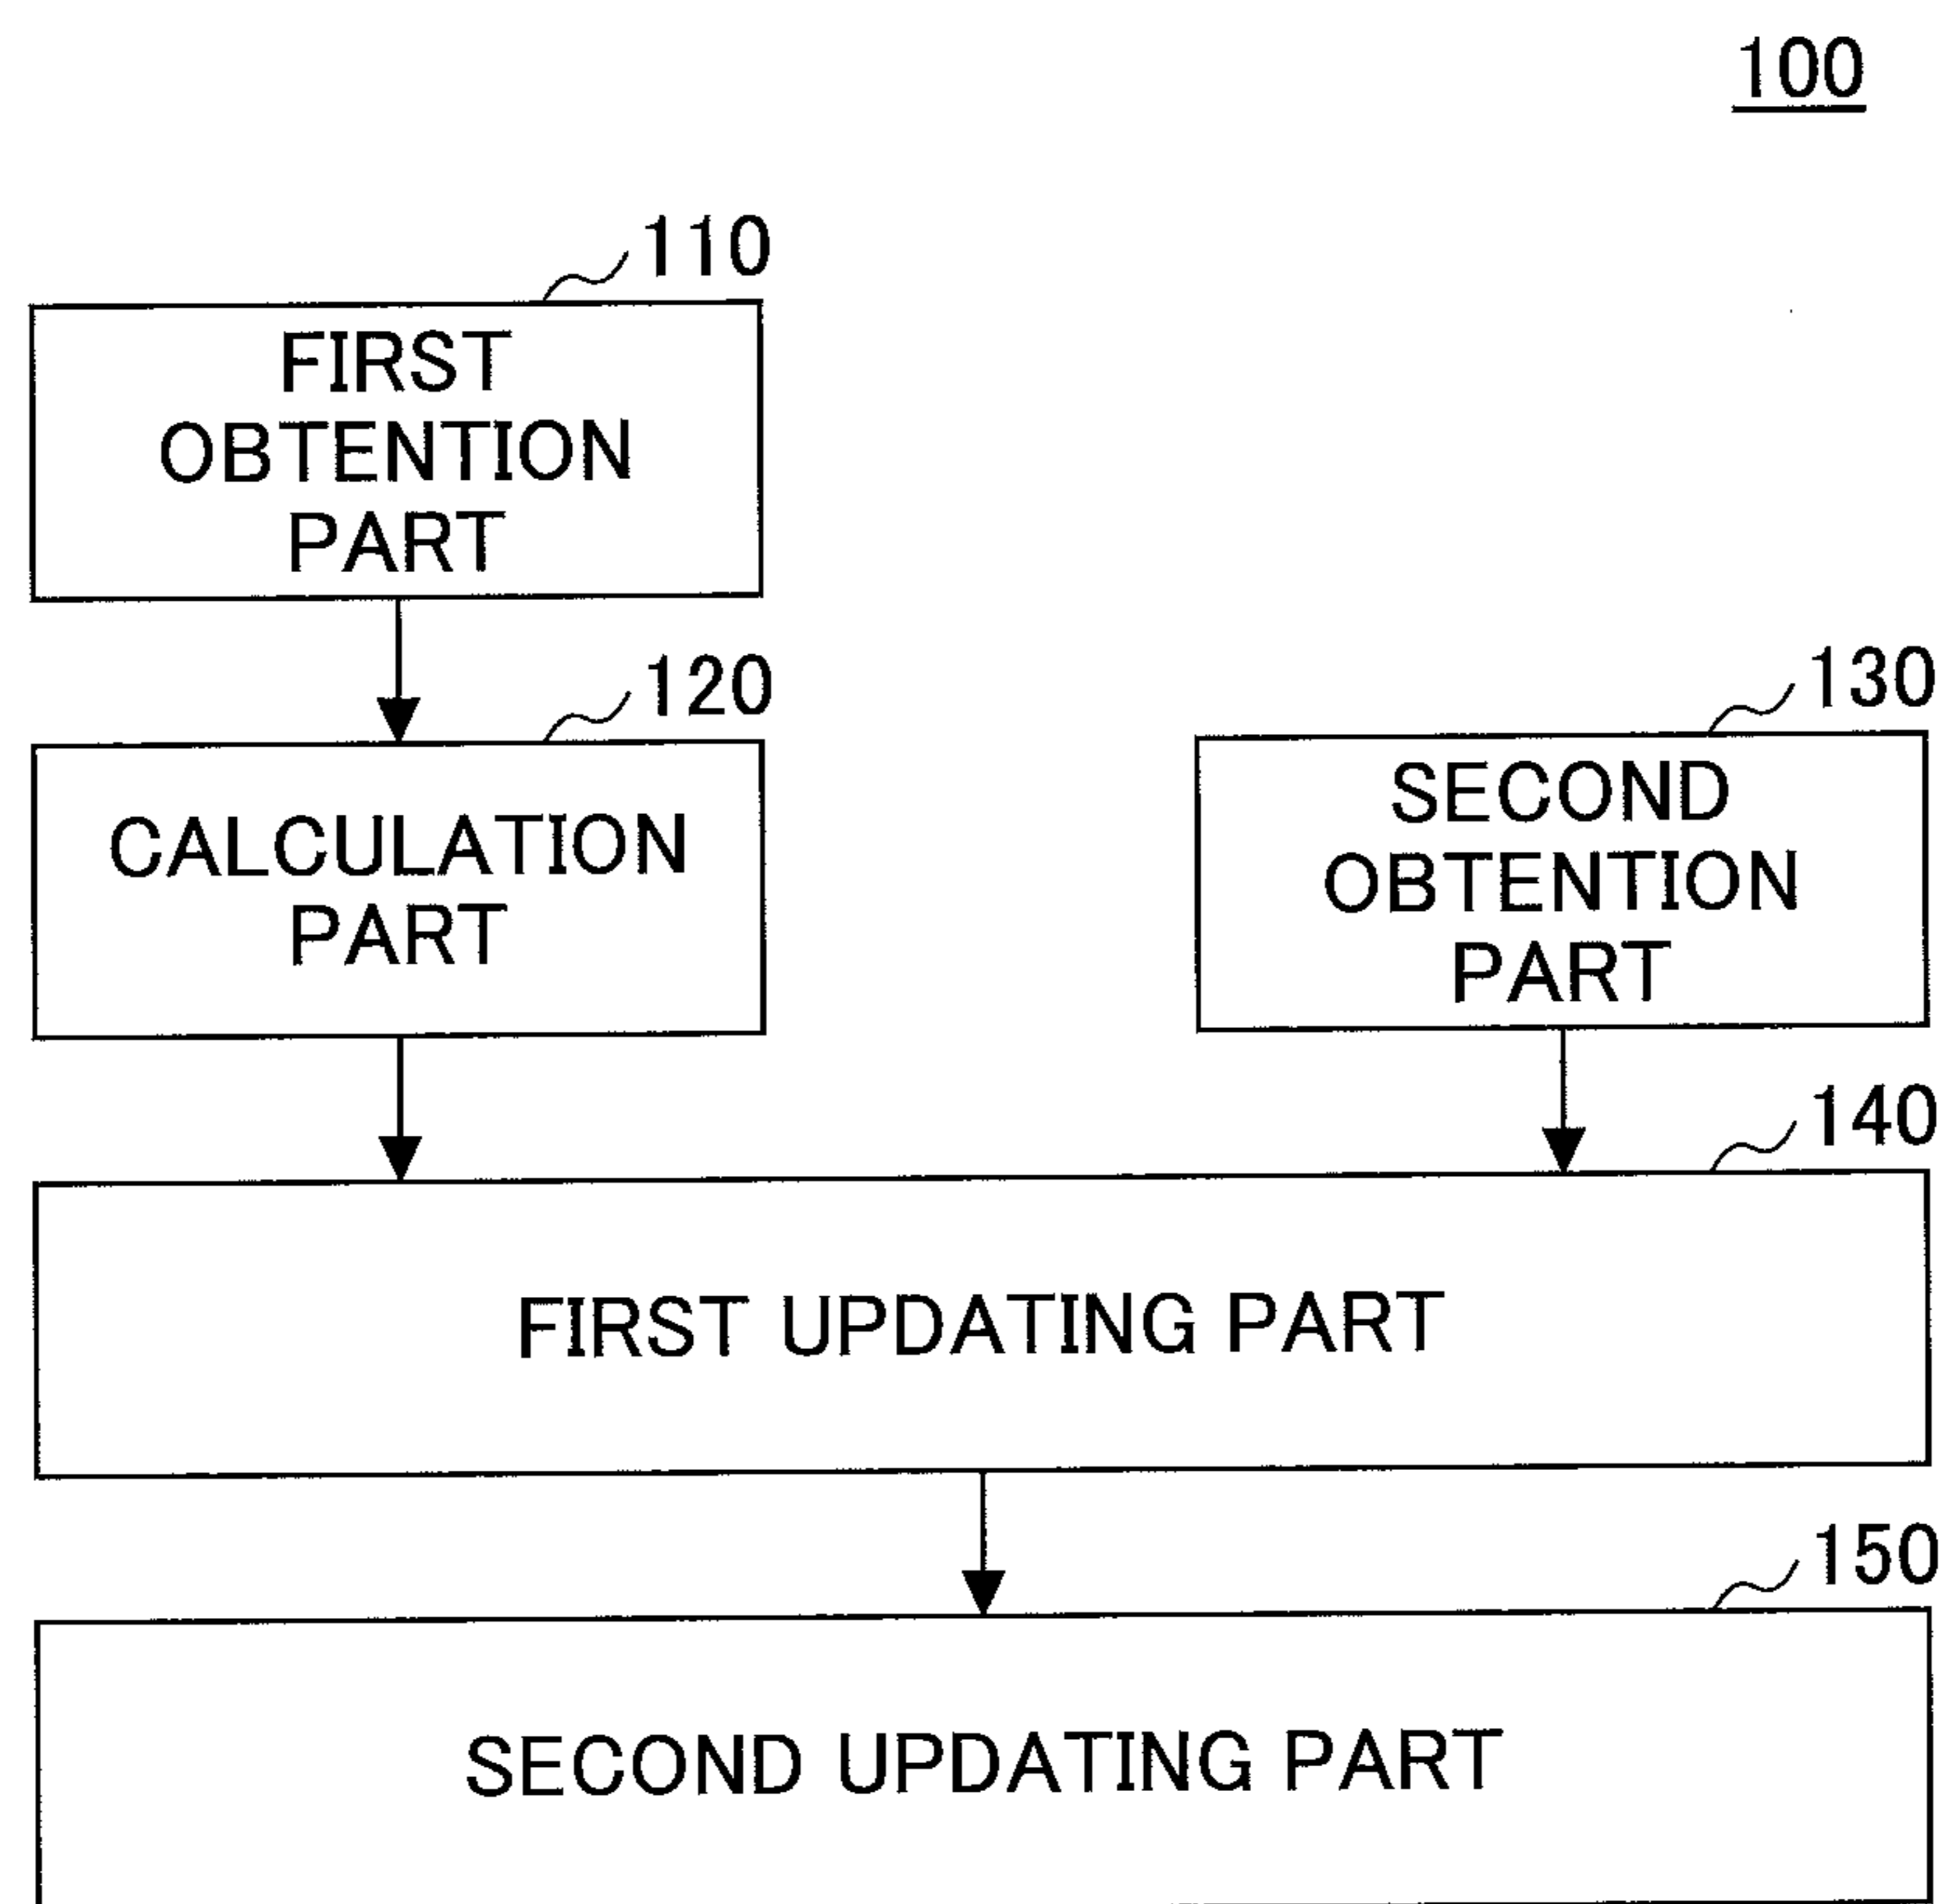 100
110
FIRST
OBTENTION
PART
120
CALCULATION
PART
130
SECOND
OBTENTION
PART
140
FIRST UPDATING PART
150
SECOND UPDATING PART